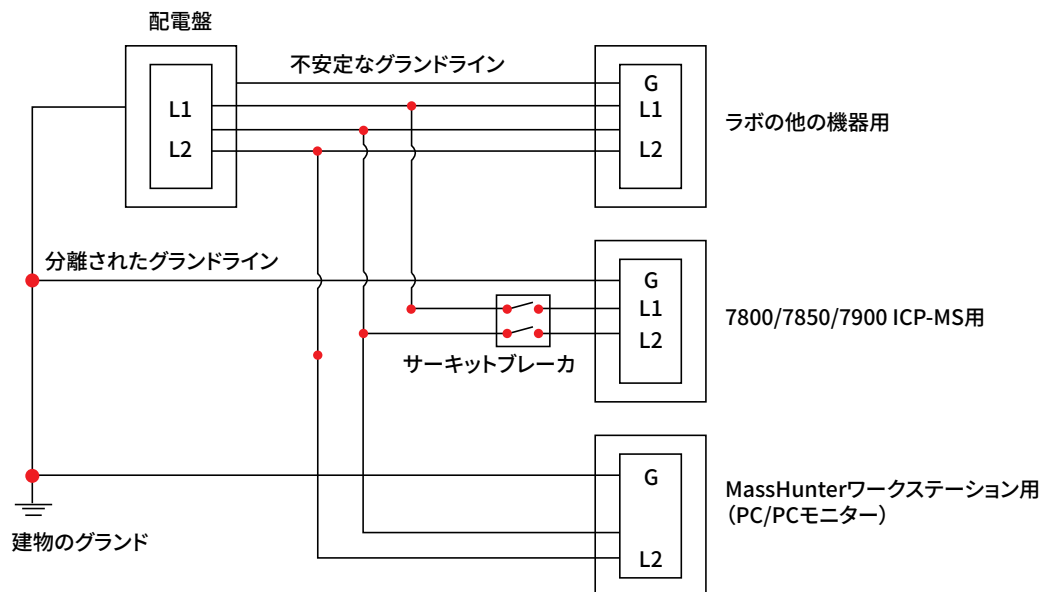 配電盤
不安定なグランドライン
L1
L2
G
L1
L2
ラボの他の機器用
分離されたグランドライン
G
L1
L2
7800/7850/7900 ICP-MS用
サーキットブレーカ
G
L2
MassHunterワークステーション用
（PC/PCモニター）
建物のグランド